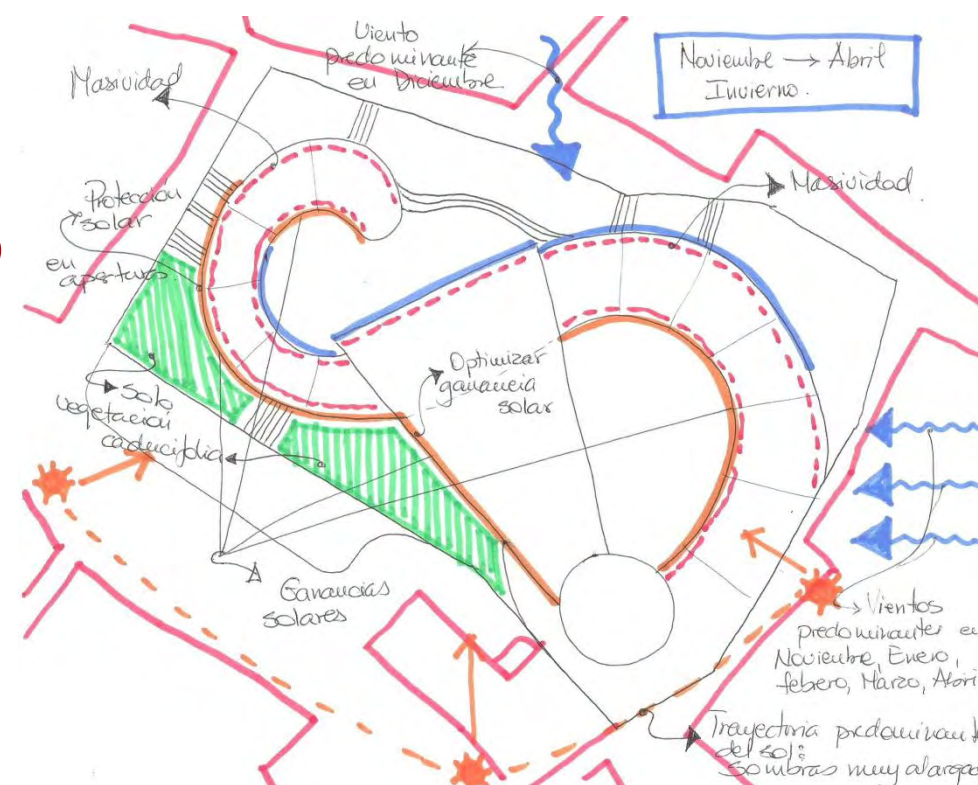 Viento
predominante
en Diciembre
Noviembre → Abril
Invierno.
Masividad
Masividad
Protección
solar
en aperturas.
Optimizar
ganancia
solar
Solo
vegetación
caducifolia
Ganancias
solares
Vientos
predominantes en
Noviembre, Enero,
febrero, Marzo, Abril
Trayectoria predominante
del sol:
Sombras muy alargad